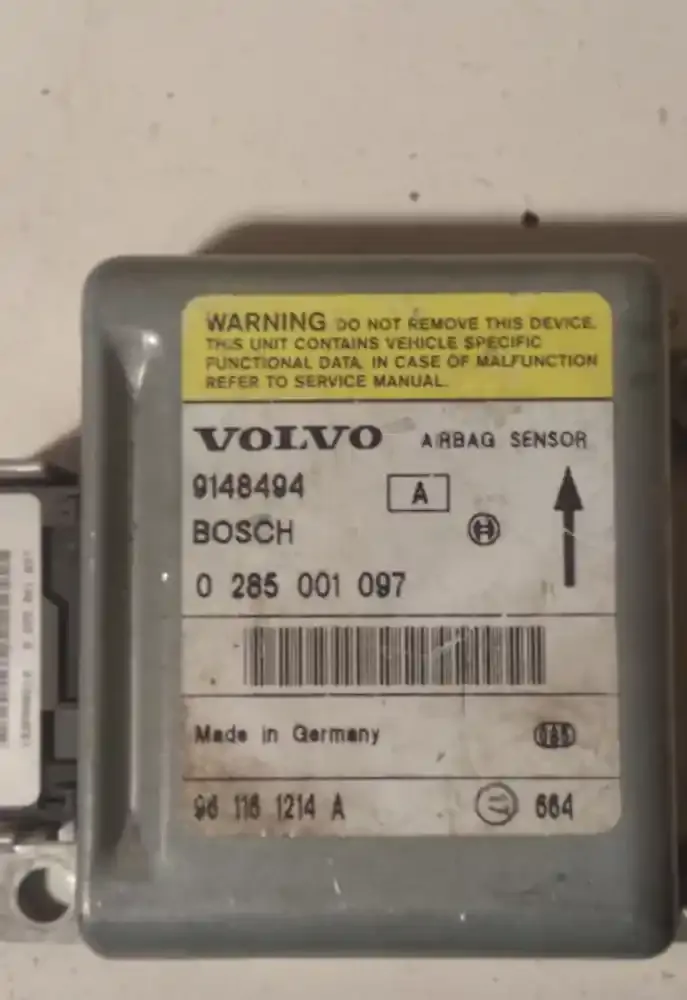 WARNING DO NOT REMOVE THIS DEVICE.
THIS UNIT CONTAINS VEHICLE SPECIFIC
FUNCTIONAL DATA. IN CASE OF MALFUNCTION
REFER TO SERVICE MANUAL.
VOLVO AIRBAG SENSOR
9148494 A
BOSCH
0 285 001 097
Made in Germany 085
96 116 1214 A 664